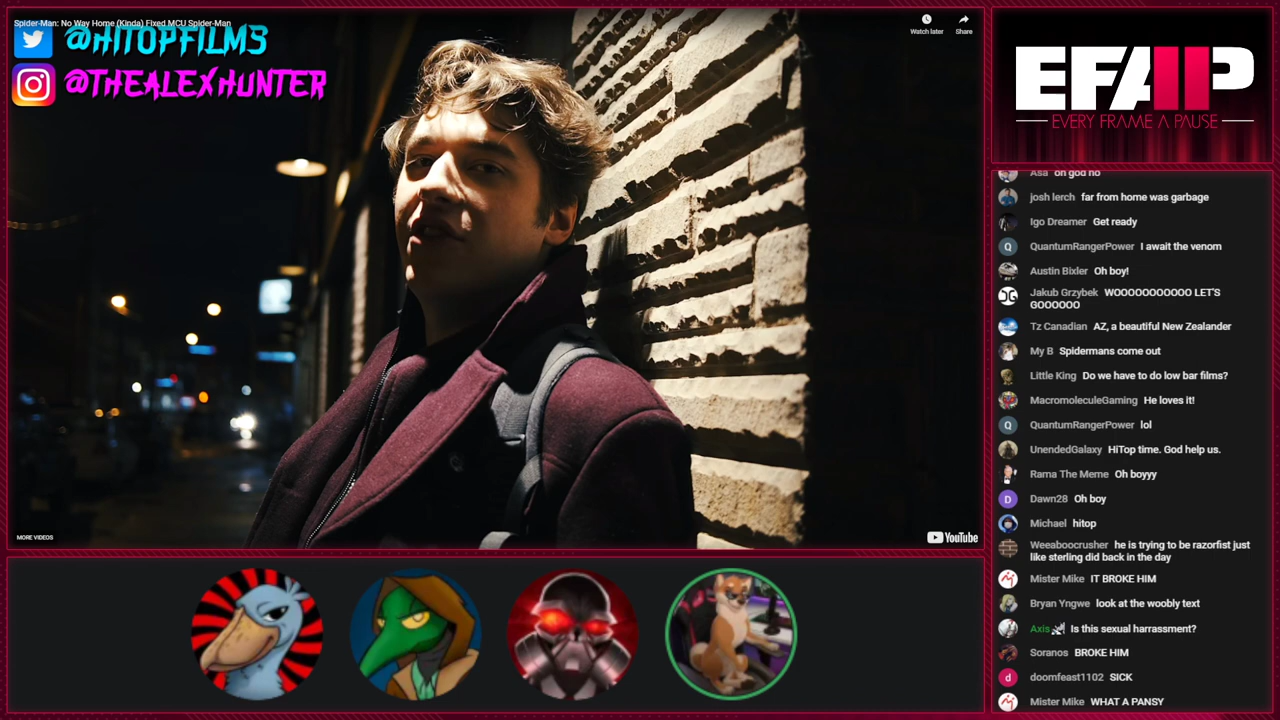 Spider-Man: No Way Home (Kinda) Fixed MCU Spider-Man
@HITOPFILMS
@THEALEXHUNTER
Watch later
Share
MORE VIDEOS
YouTube
EFAP
EVERY FRAME A PAUSE
Asa oh god no
josh lerch far from home was garbage
Igo Dreamer Get ready
Q QuantumRangerPower I await the venom
Austin Bixler Oh boy!
Jakub Grzybek WOOOOOOOOOOO LET'S
GOOOOOO
Tz Canadian AZ, a beautiful New Zealander
My B Spidermans come out
Little King Do we have to do low bar films?
MacromoleculeGaming He loves it!
Q QuantumRangerPower lol
UnendedGalaxy HiTop time. God help us.
Rama The Meme Oh boyyy
D Dawn28 Oh boy
Michael hitop
Weeaboocrusher he is trying to be razorfist just
like sterling did back in the day
Mister Mike IT BROKE HIM
Bryan Yngwe look at the woobly text
Axis Is this sexual harrassment?
Soranos BROKE HIM
d doomfeast1102 SICK
Mister Mike WHAT A PANSY